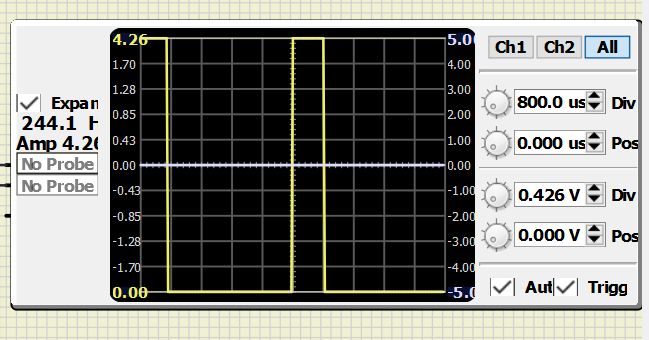 Expan
244.1 H
Amp 4.26
No Probe
No Probe
4.26
1.70
1.28
0.85
0.43
0.00
-0.43
-0.85
-1.28
-1.70
0.00
5.0
4.00
3.00
2.00
1.00
0.00
-1.00
-2.00
-3.00
-4.00
-5.0
Ch1 Ch2 All
800.0 us Div
0.000 us Pos
0.426 V Div
0.000 V Pos
Aut Trigg